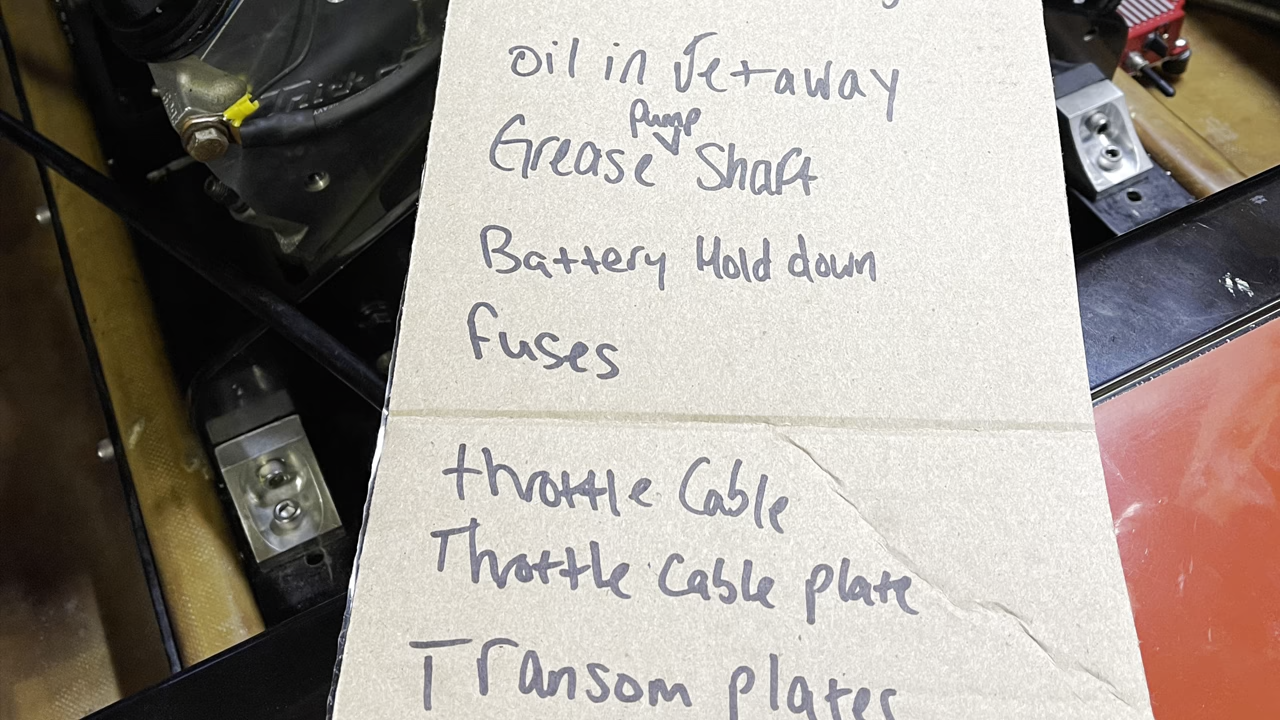 oil in Jetaway
Grease pump Shaft
Battery Hold down
Fuses
throttle Cable
Throttle Cable plate
Transom plates